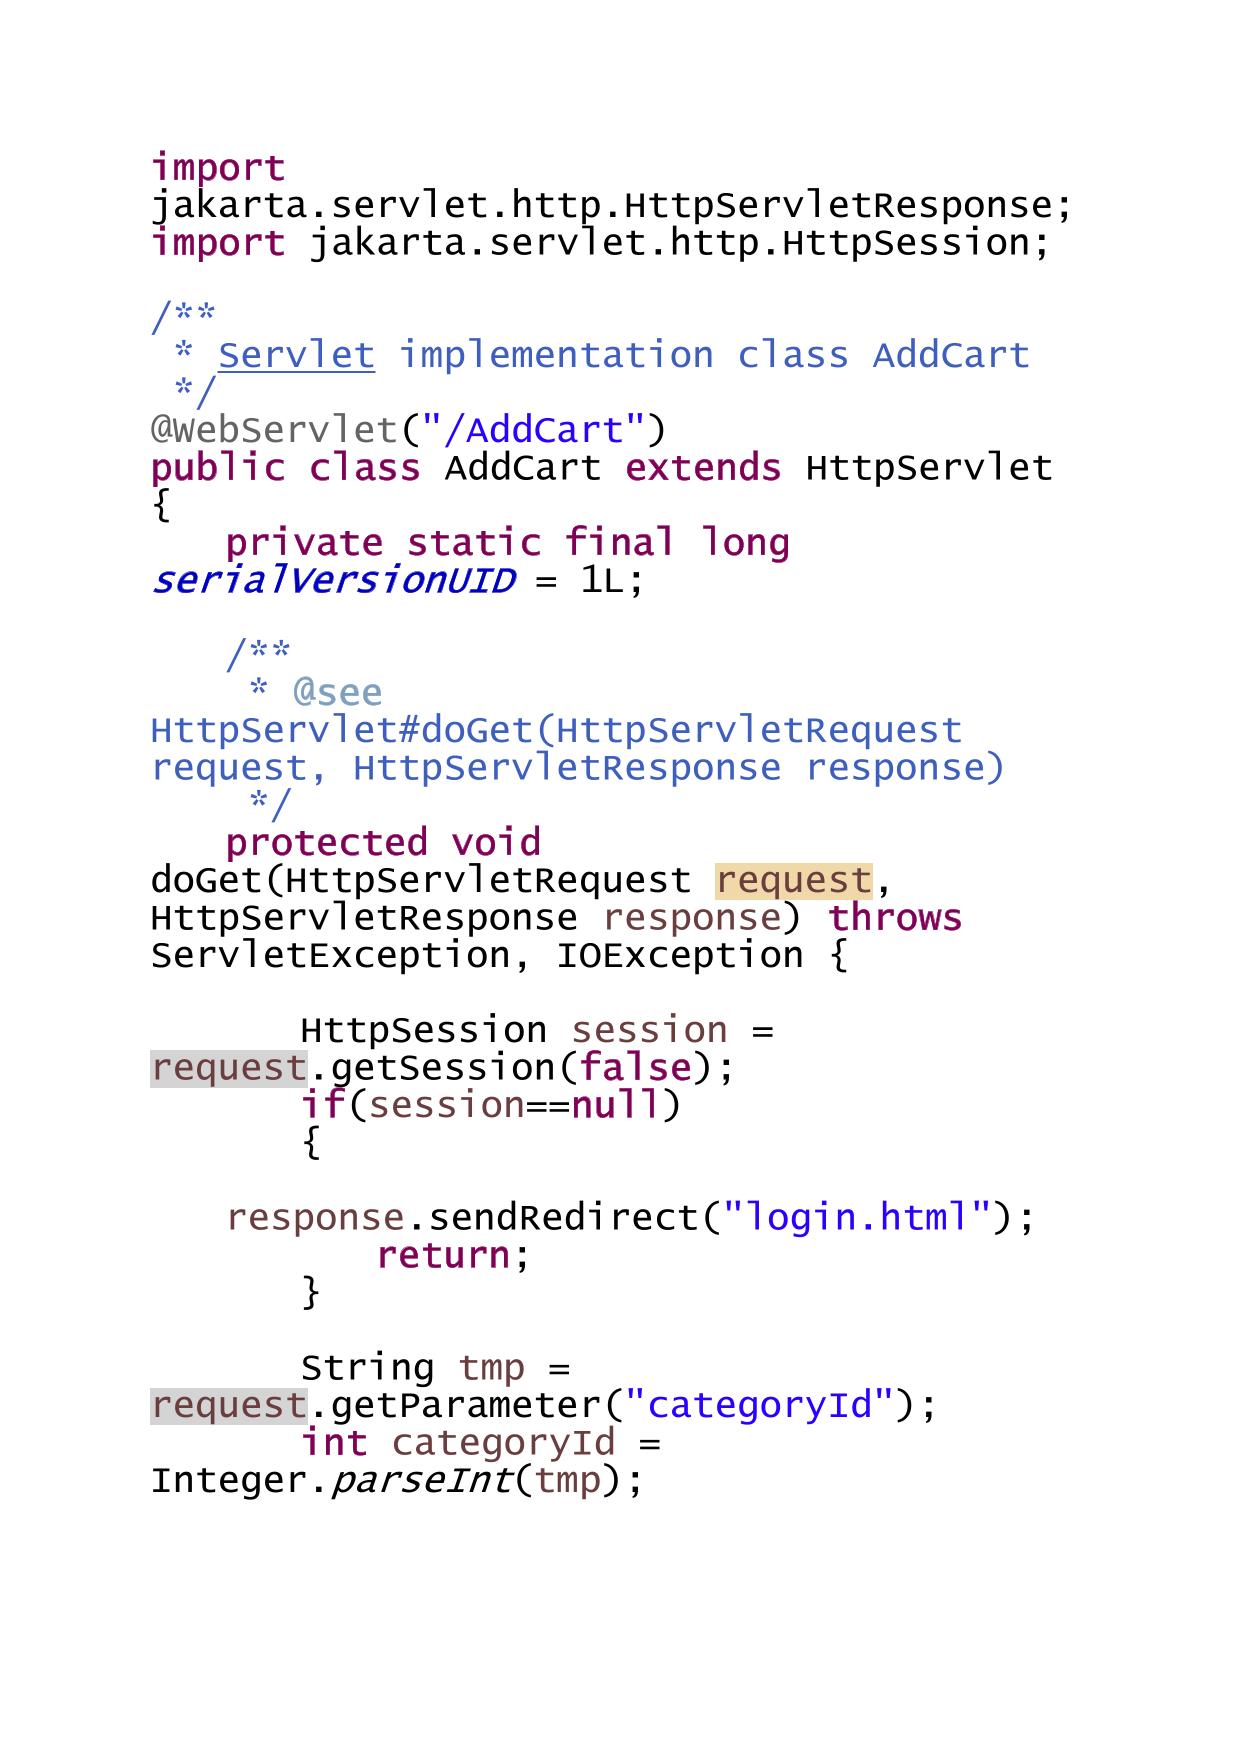 import
jakarta.servlet.http.HttpServletResponse;
import jakarta.servlet.http.HttpSession;
/**
 * Servlet implementation class AddCart
 */
@WebServlet("/AddCart")
public class AddCart extends HttpServlet
{
private static final long
serialVersionUID = 1L;
/**
 * @see
HttpServlet#doGet(HttpServletRequest
request, HttpServletResponse response)
 */
protected void
doGet(HttpServletRequest request,
HttpServletResponse response) throws
ServletException, IOException {
HttpSession session =
request.getSession(false);
if(session==null)
{
response.sendRedirect("login.html");
return;
}
String tmp =
request.getParameter("categoryId");
int categoryId =
Integer.parseInt(tmp);